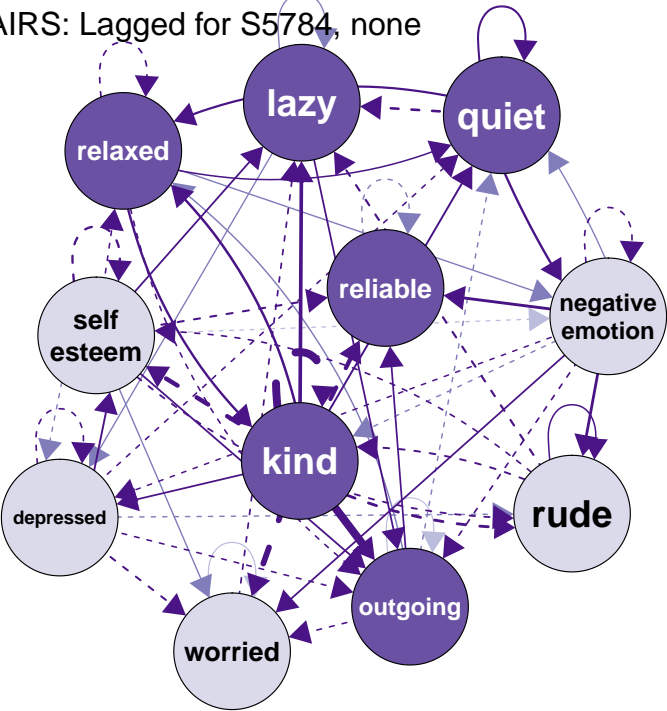 AIRS: Lagged for S5784, none
lazy
quiet
relaxed
reliable
negative
emotion
self
esteem
kind
depressed
rude
outgoing
worried